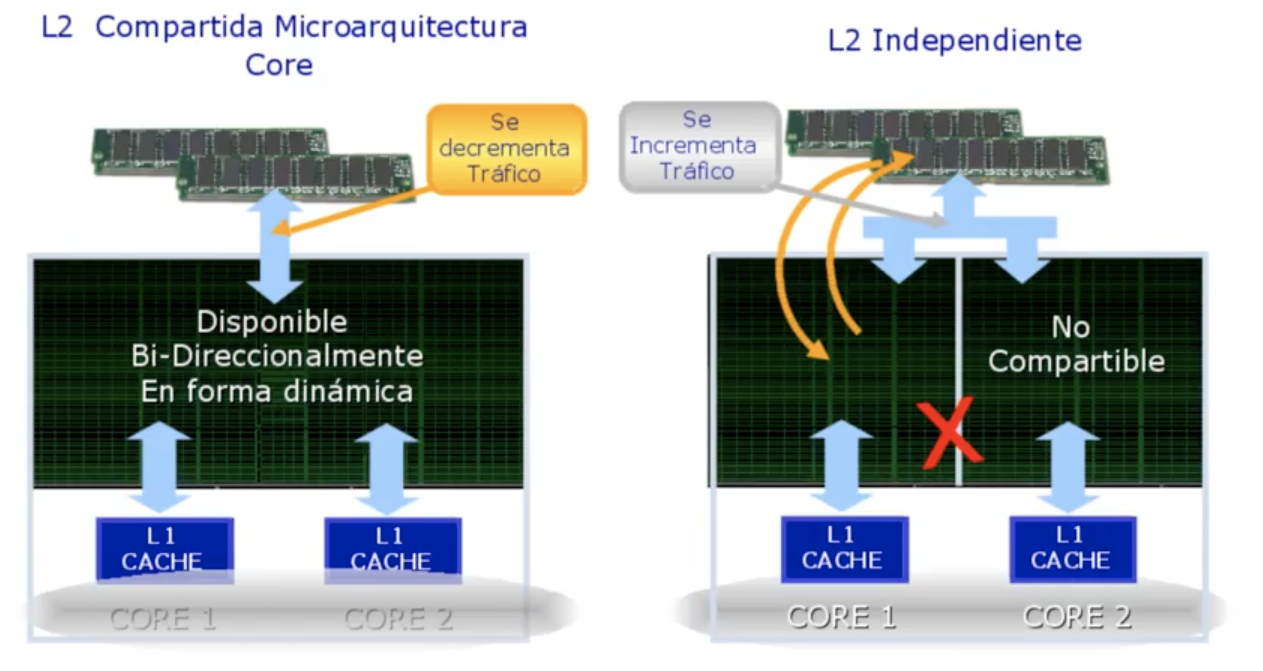 L2 Compartida Microarquitectura
Core
Se
decrementa
Tráfico
Disponible
Bi-Direccionalmente
En forma dinámica
L1
CACHE
L1
CACHE
CORE 1
CORE 2
L2 Independiente
Se
Incrementa
Tráfico
No
Compartible
X
L1
CACHE
L1
CACHE
CORE 1
CORE 2